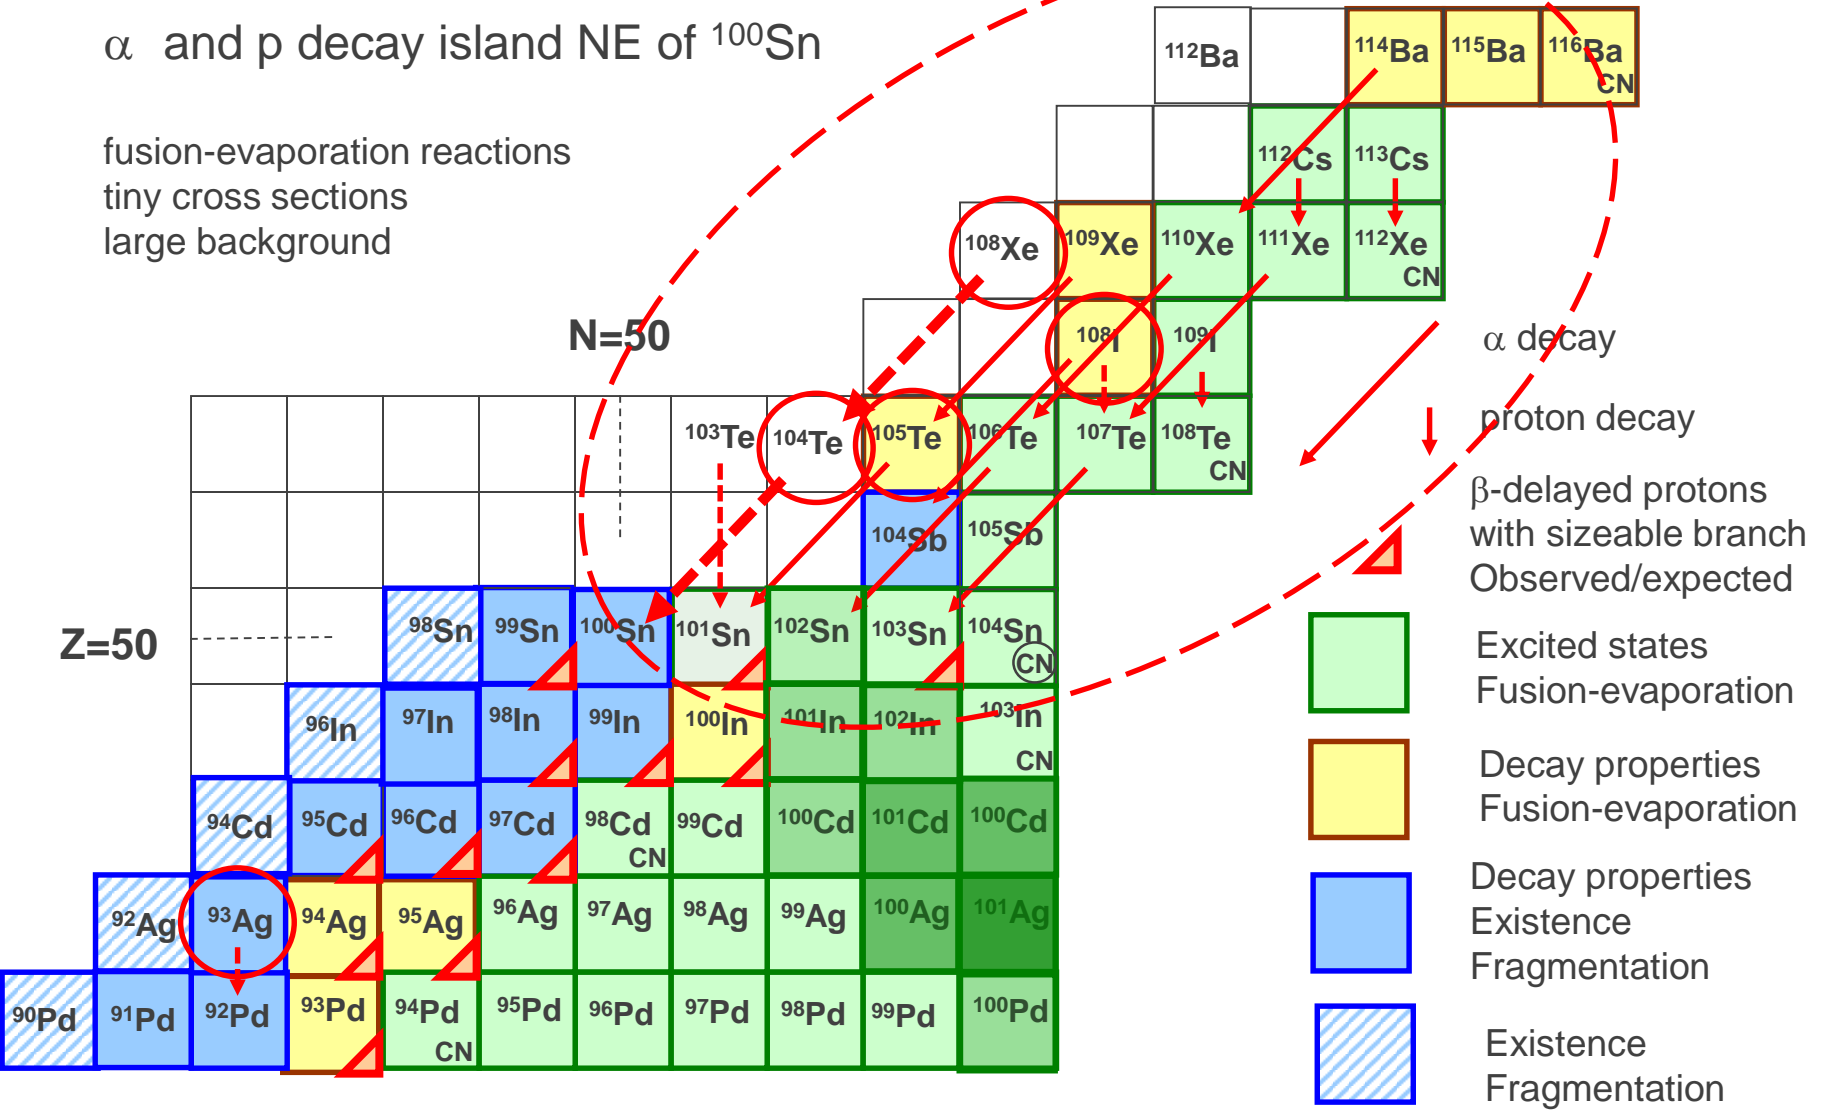 α and p decay island NE of ¹⁰⁰Sn
fusion-evaporation reactions
tiny cross sections
large background
N=50
Z=50
¹¹²Ba ¹¹⁴Ba ¹¹⁵Ba ¹¹⁶Ba
CN
¹¹²Cs ¹¹³Cs
¹⁰⁸Xe ¹⁰⁹Xe ¹¹⁰Xe ¹¹¹Xe ¹¹²Xe
CN
¹⁰⁸I ¹⁰⁹I
¹⁰³Te ¹⁰⁴Te ¹⁰⁵Te ¹⁰⁶Te ¹⁰⁷Te ¹⁰⁸Te
CN
¹⁰⁴Sb ¹⁰⁵Sb
⁹⁸Sn ⁹⁹Sn ¹⁰⁰Sn ¹⁰¹Sn ¹⁰²Sn ¹⁰³Sn ¹⁰⁴Sn
CN
⁹⁶In ⁹⁷In ⁹⁸In ⁹⁹In ¹⁰⁰In ¹⁰¹In ¹⁰²In ¹⁰³In
CN
⁹⁴Cd ⁹⁵Cd ⁹⁶Cd ⁹⁷Cd ⁹⁸Cd ⁹⁹Cd ¹⁰⁰Cd ¹⁰¹Cd ¹⁰⁰Cd
CN
⁹²Ag ⁹³Ag ⁹⁴Ag ⁹⁵Ag ⁹⁶Ag ⁹⁷Ag ⁹⁸Ag ⁹⁹Ag ¹⁰⁰Ag ¹⁰¹Ag
⁹⁰Pd ⁹¹Pd ⁹²Pd ⁹³Pd ⁹⁴Pd ⁹⁵Pd ⁹⁶Pd ⁹⁷Pd ⁹⁸Pd ⁹⁹Pd ¹⁰⁰Pd
CN
α decay
proton decay
β-delayed protons
with sizeable branch
Observed/expected
Excited states
Fusion-evaporation
Decay properties
Fusion-evaporation
Decay properties
Existence
Fragmentation
Existence
Fragmentation